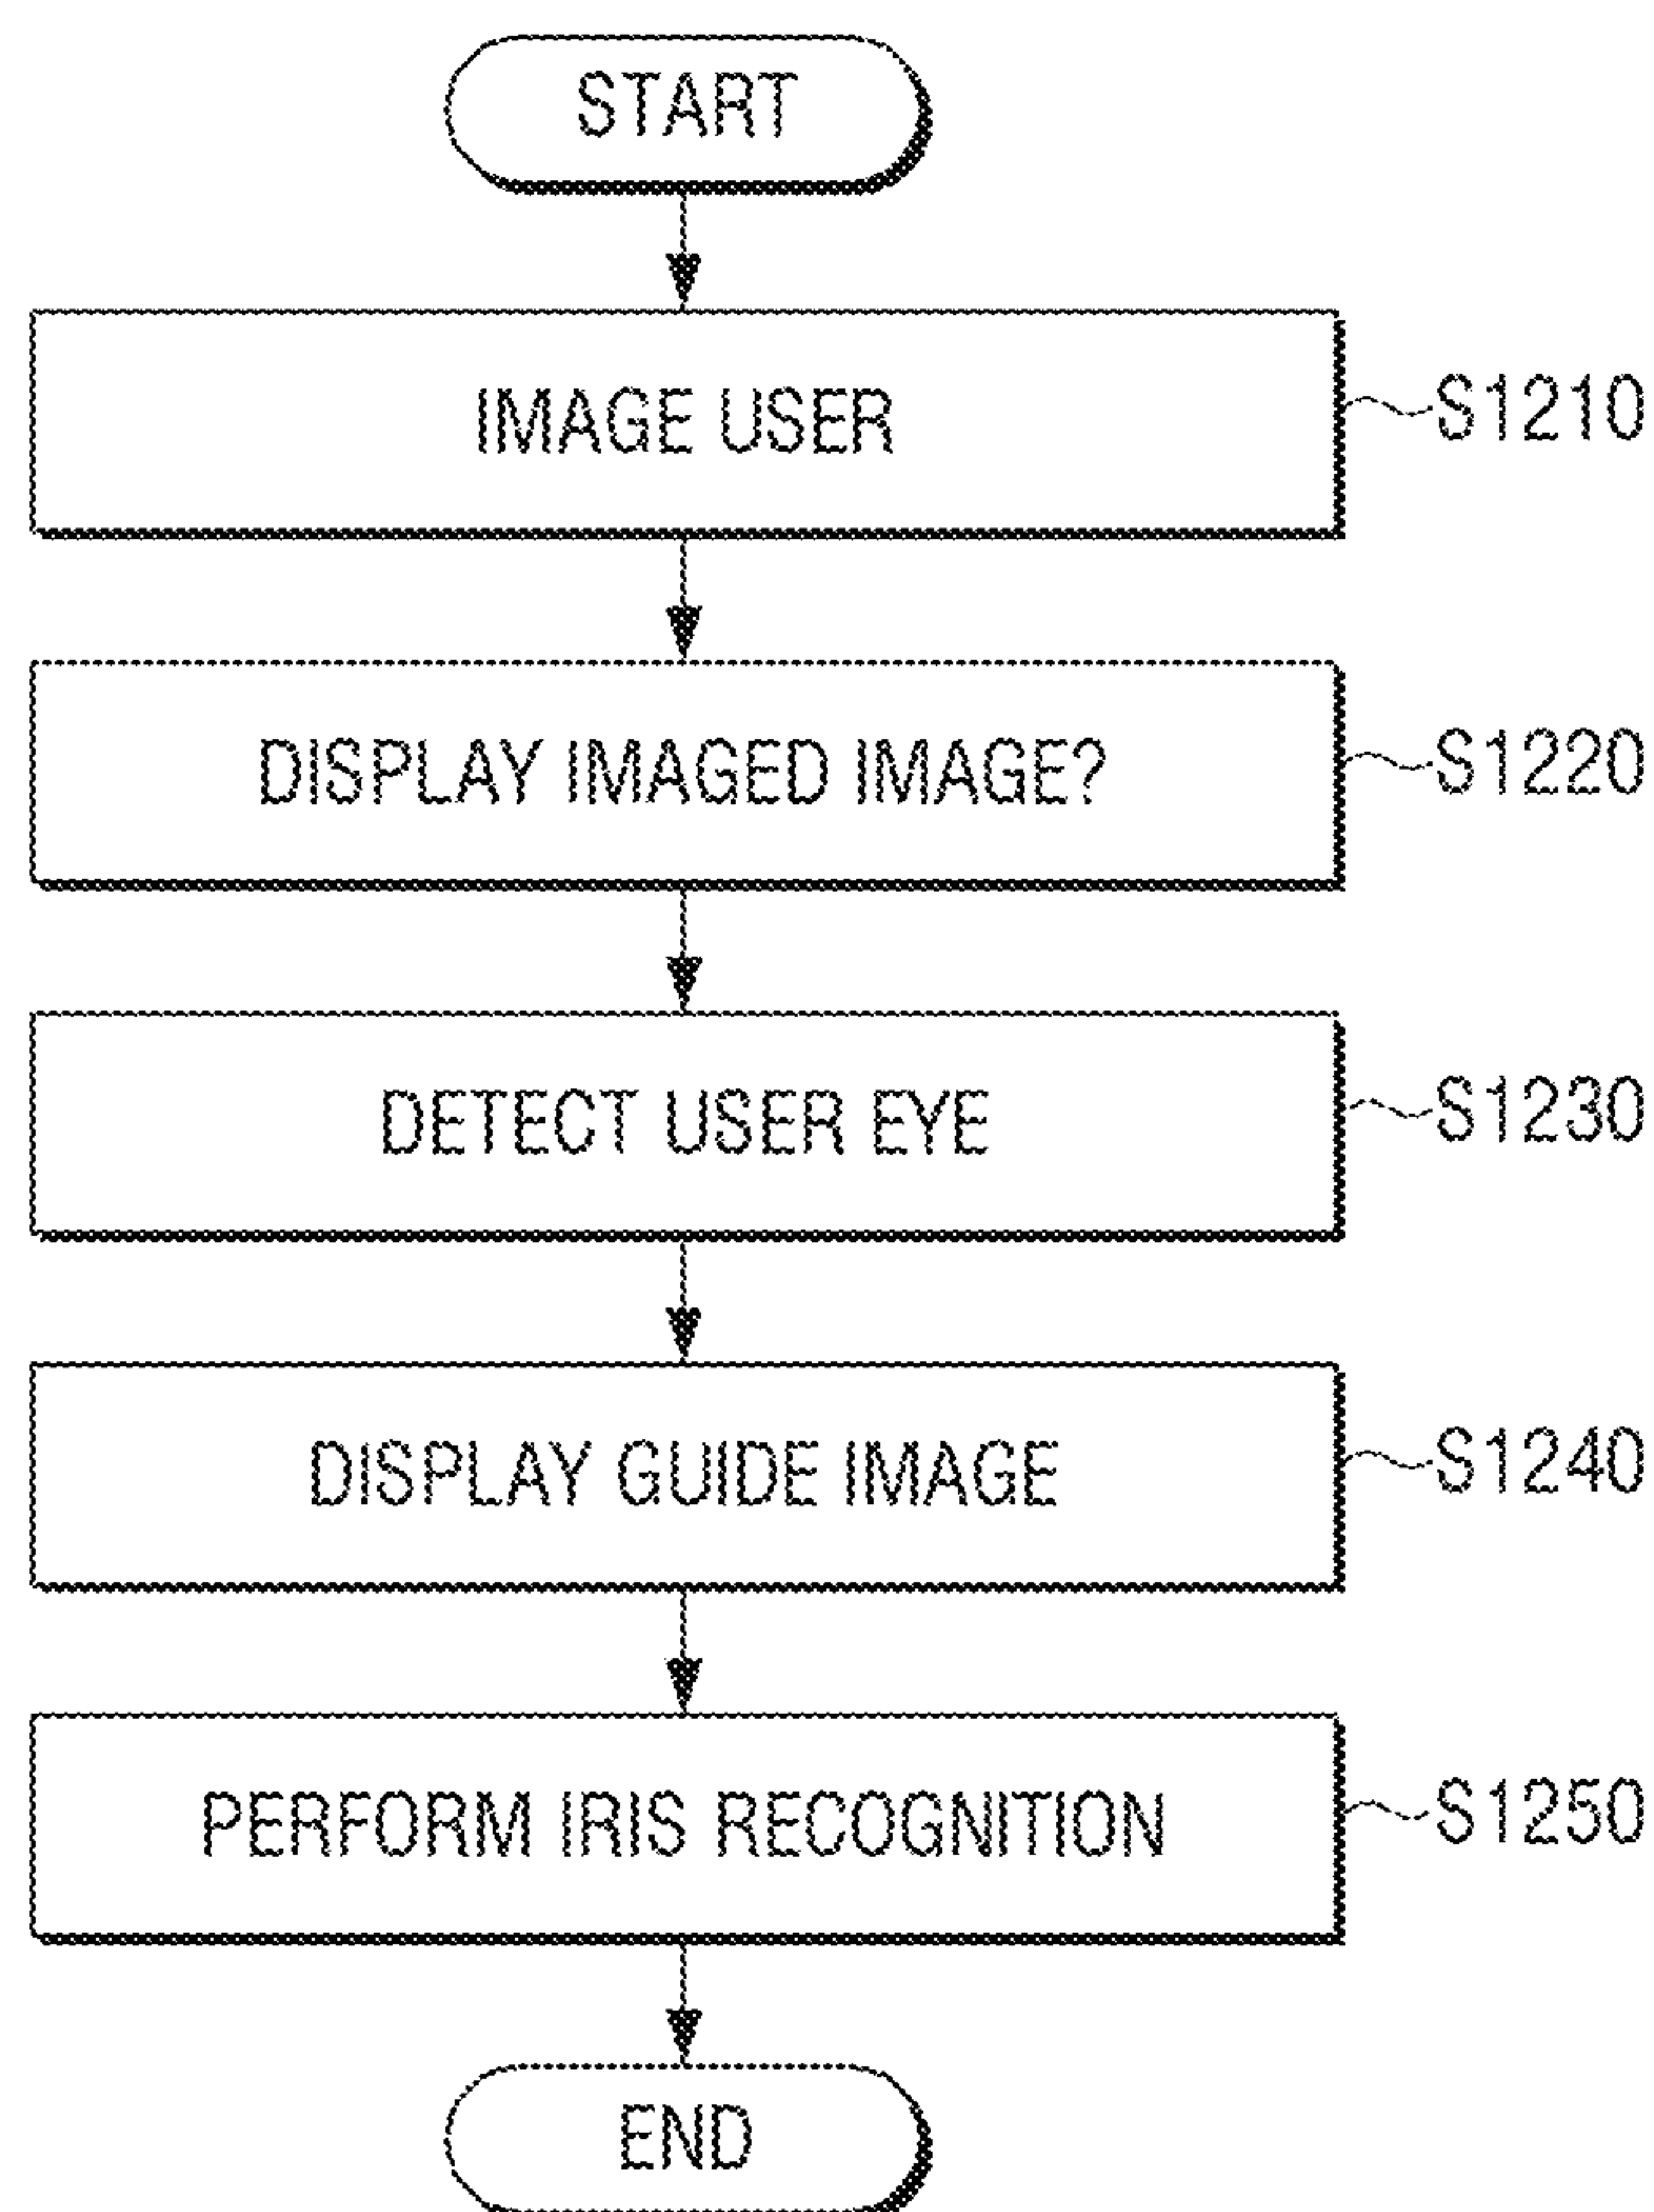 START
IMAGE USER
S1210
DISPLAY IMAGED IMAGE?
S1220
DETECT USER EYE
S1230
DISPLAY GUIDE IMAGE
S1240
PERFORM IRIS RECOGNITION
S1250
END